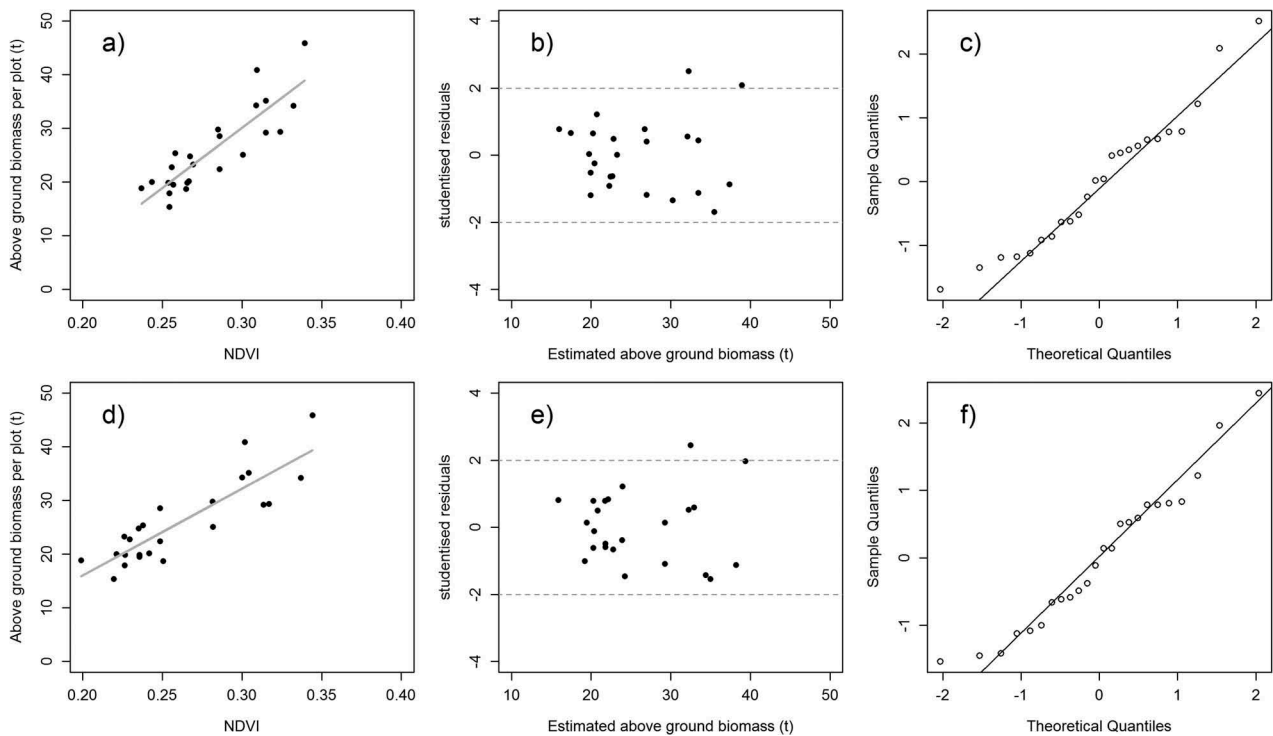 a)
Above ground biomass per plot (t)
50
40
30
20
10
0
0.20 0.25 0.30 0.35 0.40
NDVI
b)
studentised residuals
4
2
0
-2
-4
10 20 30 40 50
Estimated above ground biomass (t)
c)
Sample Quantiles
2
1
0
-1
-2 -1 0 1 2
Theoretical Quantiles
d)
Above ground biomass per plot (t)
50
40
30
20
10
0
0.20 0.25 0.30 0.35 0.40
NDVI
e)
studentised residuals
4
2
0
-2
-4
10 20 30 40 50
Estimated above ground biomass (t)
f)
Sample Quantiles
2
1
0
-1
-2 -1 0 1 2
Theoretical Quantiles